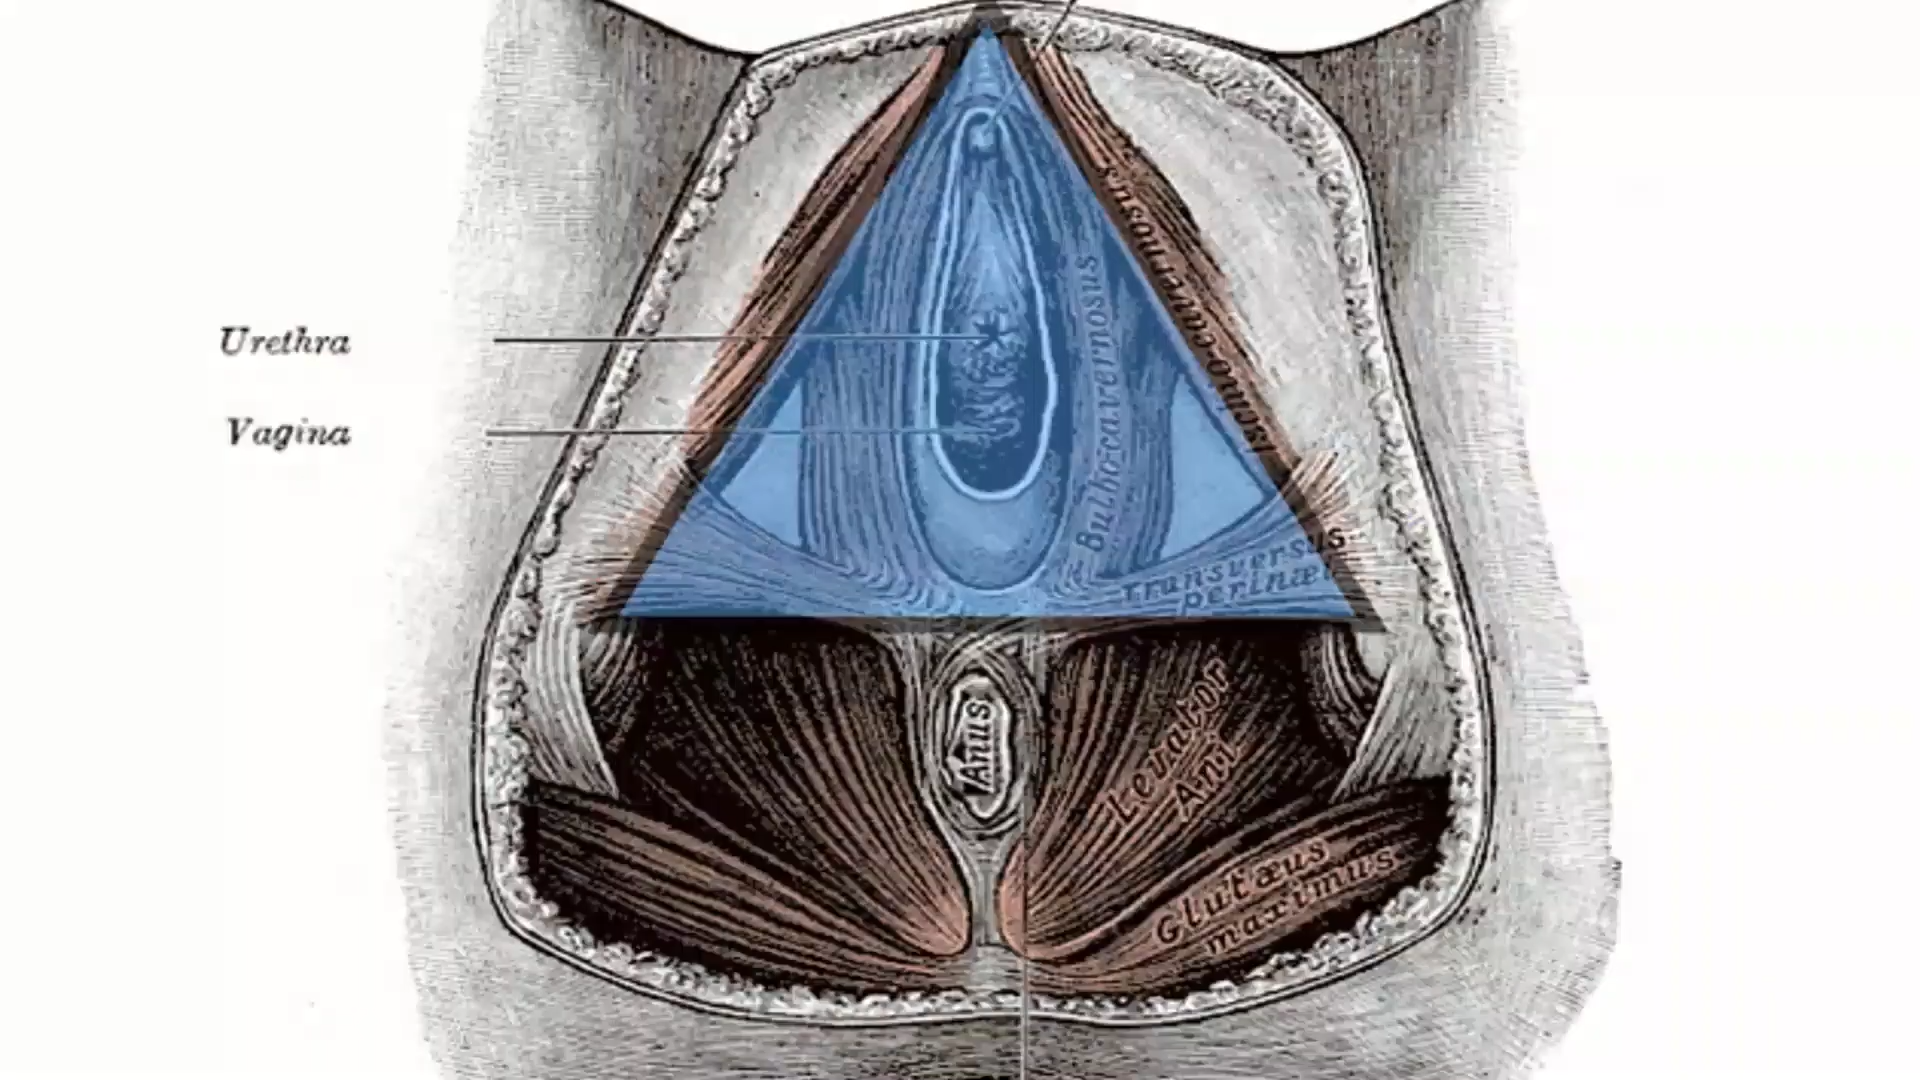 Urethra
Vagina
Bulbo-cavernosus
Ischio-cavernosus
Transversus
perinæi
Anus
Levator
Ani
Glutæus
maximus